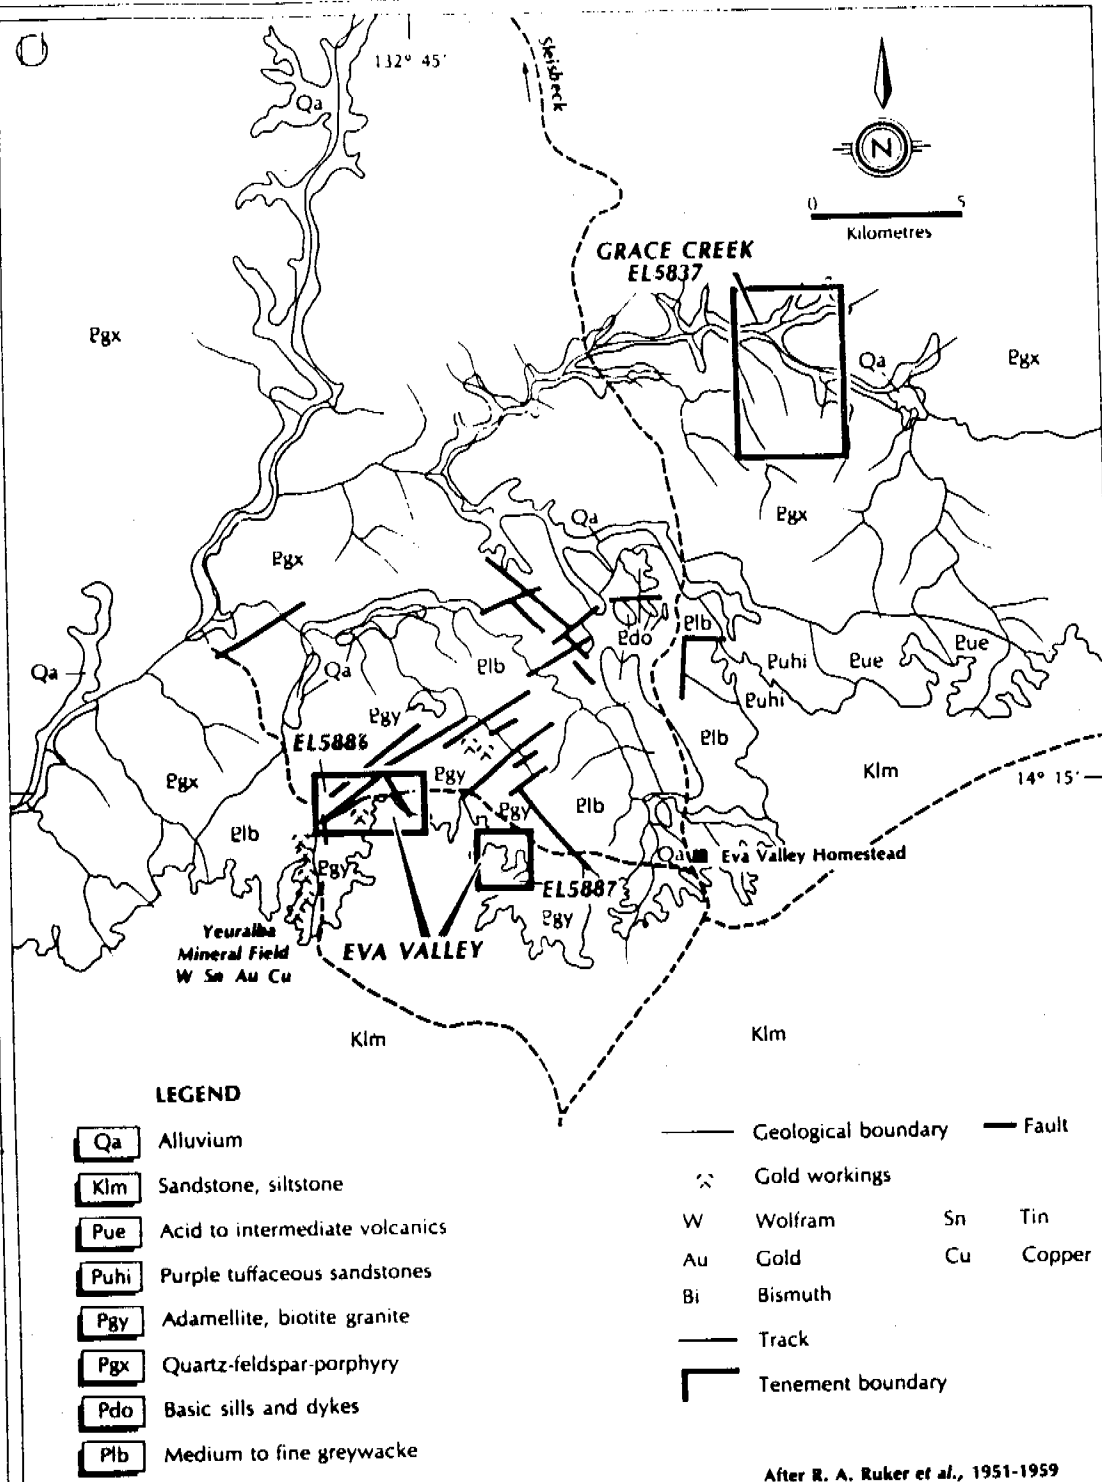 132° 45′
Sleisbeck
Qa
N
0 5
Kilometres
GRACE CREEK
EL5837
Pgx
Qa
Pgx
Qa
Pgx
Pgx
Pdo
Plb
Plb
Qa
Qa
Puhi
Pue
Pue
Puhi
Pgy
EL5886
Plb
Klm
14° 15′
Pgx
Pgy
Pgy
Plb
Plb
Pgy
Qa
Eva Valley Homestead
EL5887
Pgy
Yeuralba
Mineral Field
W Sn Au Cu
EVA VALLEY
Klm
Klm
LEGEND
Qa Alluvium
Klm Sandstone, siltstone
Pue Acid to intermediate volcanics
Puhi Purple tuffaceous sandstones
Pgy Adamellite, biotite granite
Pgx Quartz-feldspar-porphyry
Pdo Basic sills and dykes
Plb Medium to fine greywacke
Geological boundary Fault
Gold workings
W Wolfram Sn Tin
Au Gold Cu Copper
Bi Bismuth
Track
Tenement boundary
After R. A. Ruker et al., 1951-1959